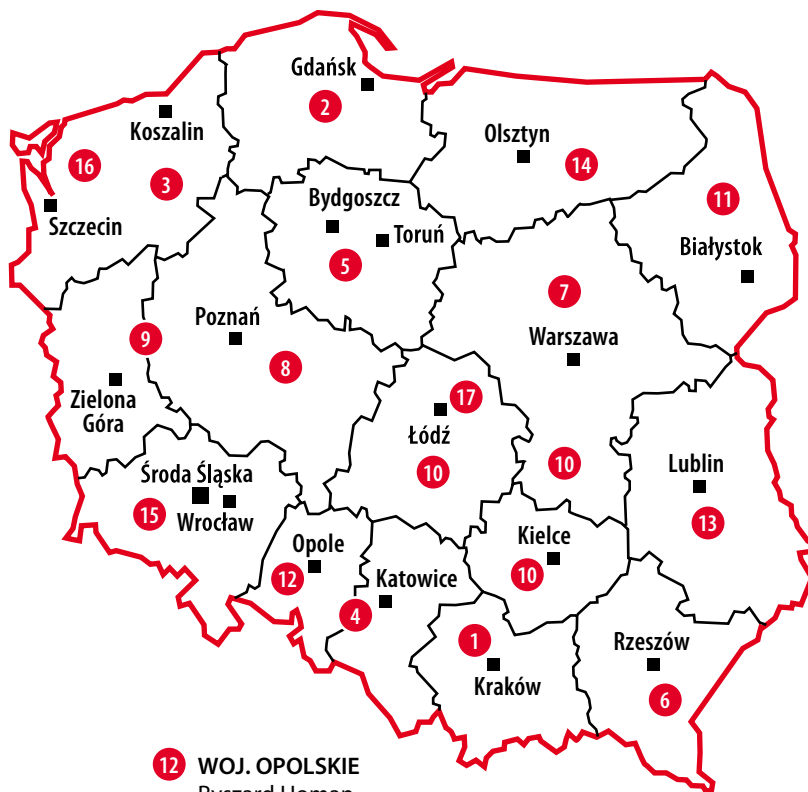 Gdańsk
2
Koszalin
Olsztyn
14
16
3
Bydgoszcz
11
Szczecin
Toruń
Białystok
5
7
9
Poznań
Warszawa
8
Zielona
Góra
17
Łódź
10
10
Lublin
Środa Śląska
15
Wrocław
13
Opole
Kielce
12
Katowice
10
4
1
Rzeszów
Kraków
6
12 WOJ. OPOLSKIE